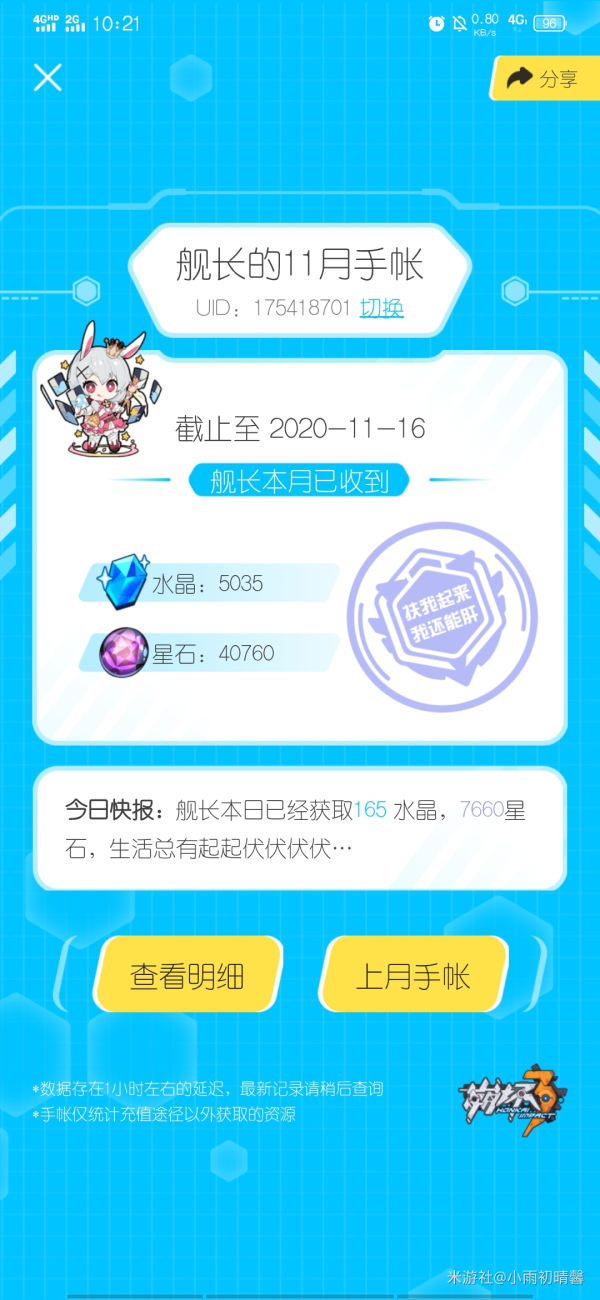 4GHD 2G 10:21 0.80 KB/s 4G 96
分享
舰长的11月手帐
UID：175418701 切换
截止至 2020-11-16
舰长本月已收到
水晶：5035
扶我起来
我还能肝
星石：40760
今日快报：舰长本日已经获取165 水晶，7660星
石，生活总有起起伏伏伏伏…
查看明细
上月手帐
*数据存在1小时左右的延迟，最新记录请稍后查询
*手帐仅统计充值途径以外获取的资源
崩坏3
HONKAI IMPACT
米游社@小雨初晴馨